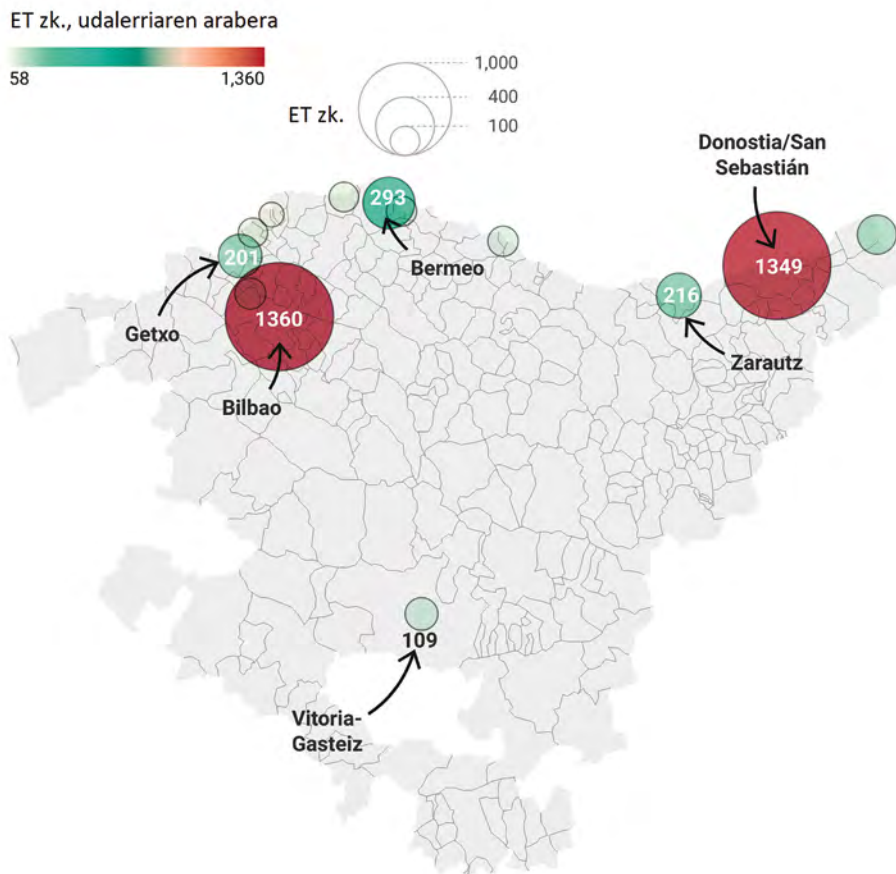 ET zk., udalerriaren arabera
58
1,360
1,000
400
100
ET zk.
Donostia/San
Sebastián
293
201
Bermeo
1349
216
1360
Getxo
Zarautz
Bilbao
109
Vitoria-
Gasteiz